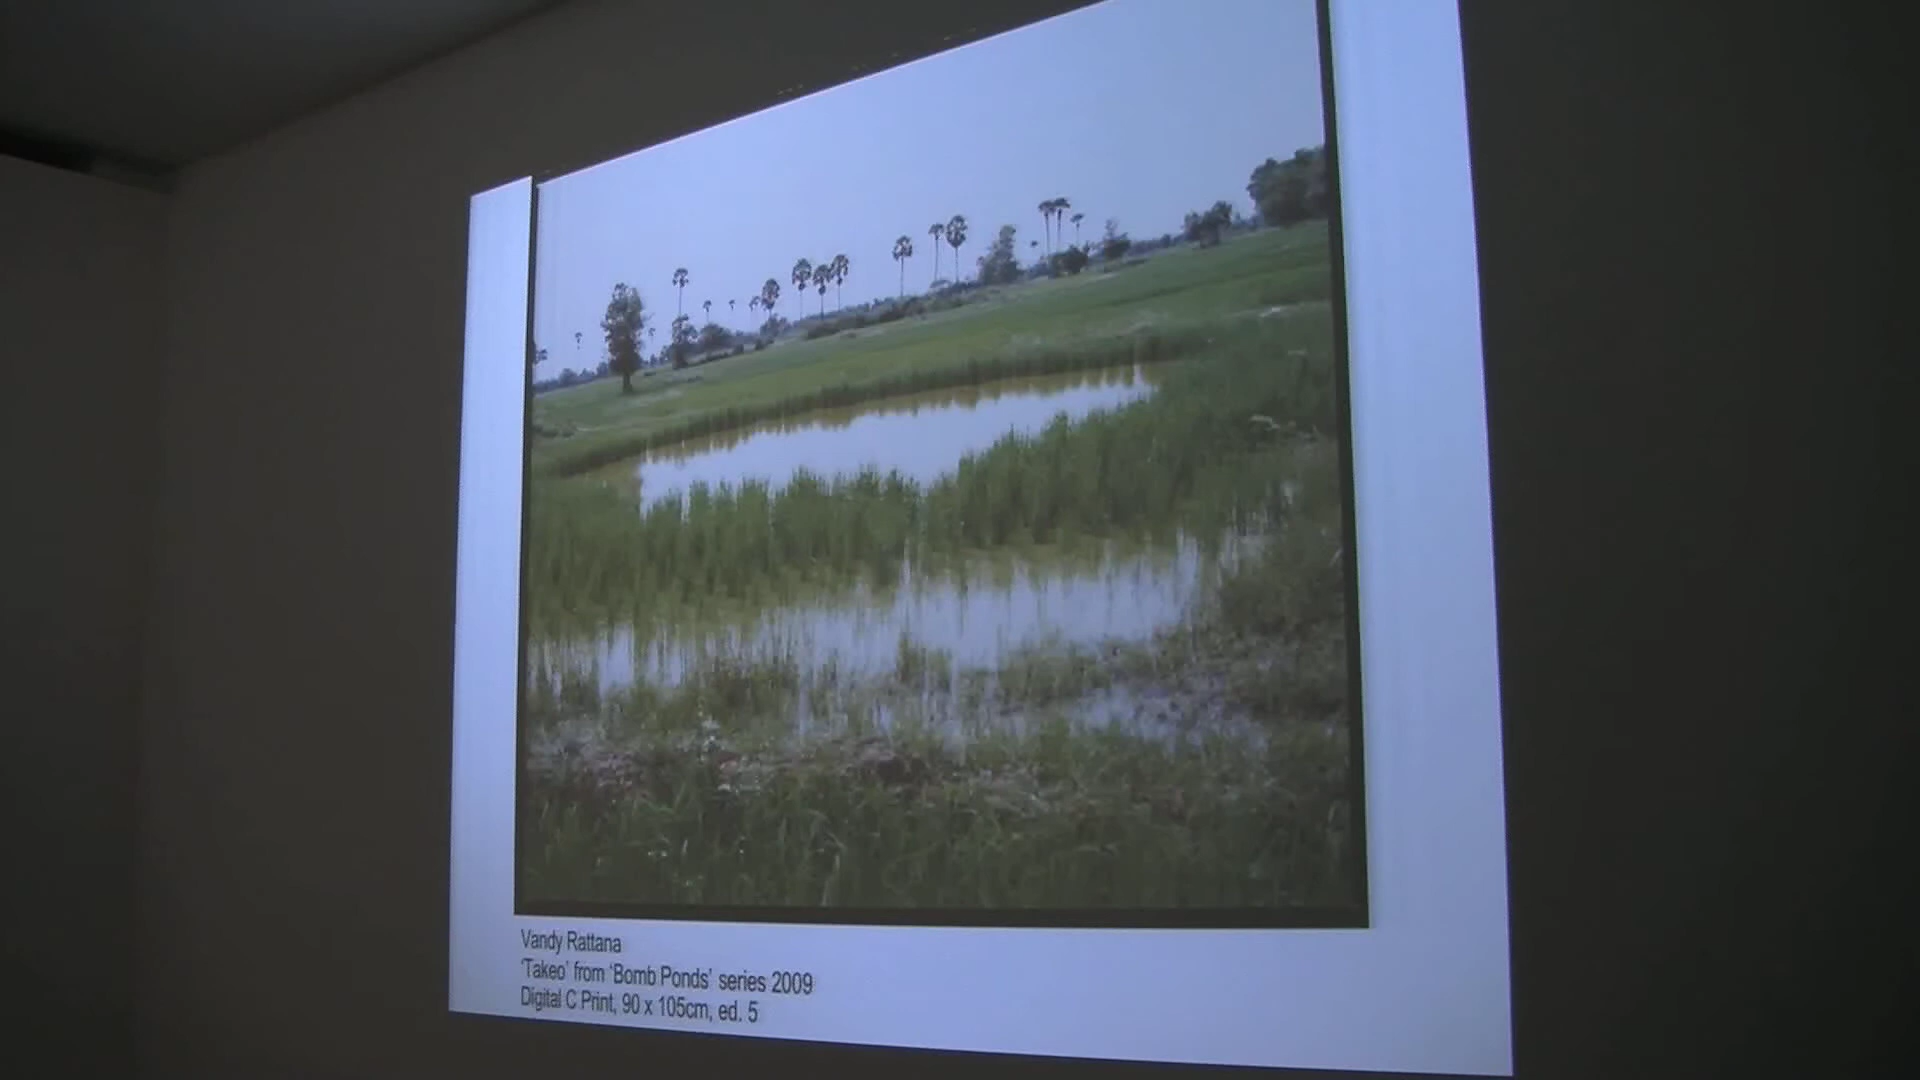 Vandy Rattana
'Takeo' from 'Bomb Ponds' series 2009
Digital C Print, 90 x 105cm, ed. 5